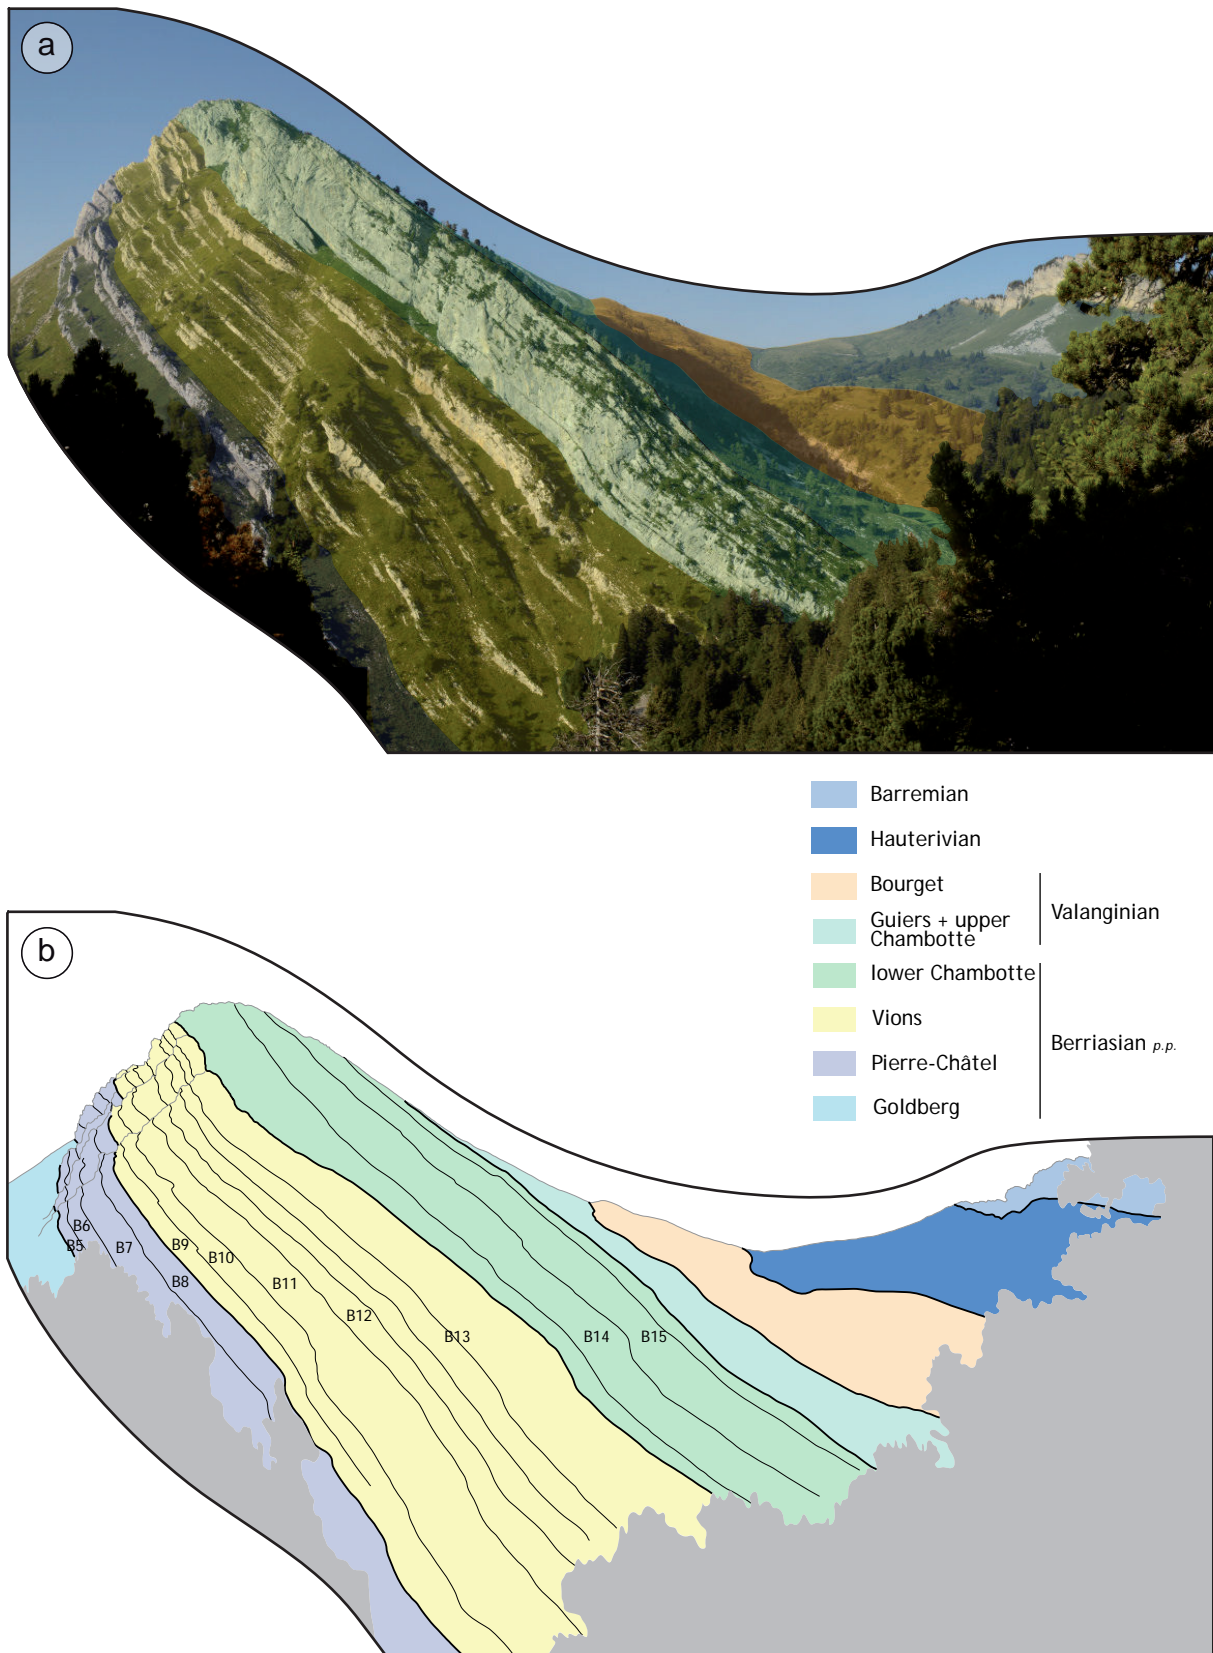 a
Barremian
Hauterivian
Bourget
Guiers + upper
Chambotte
Valanginian
lower Chambotte
Vions
Pierre-Châtel
Goldberg
Berriasian p.p.
b
B5
B6
B7
B8
B9
B10
B11
B12
B13
B14
B15